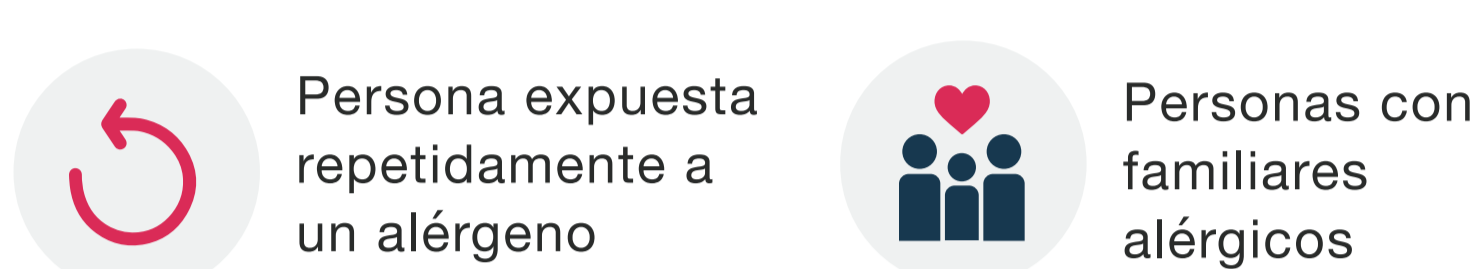 Persona expuesta
repetidamente a
un alérgeno
Personas con
familiares
alérgicos